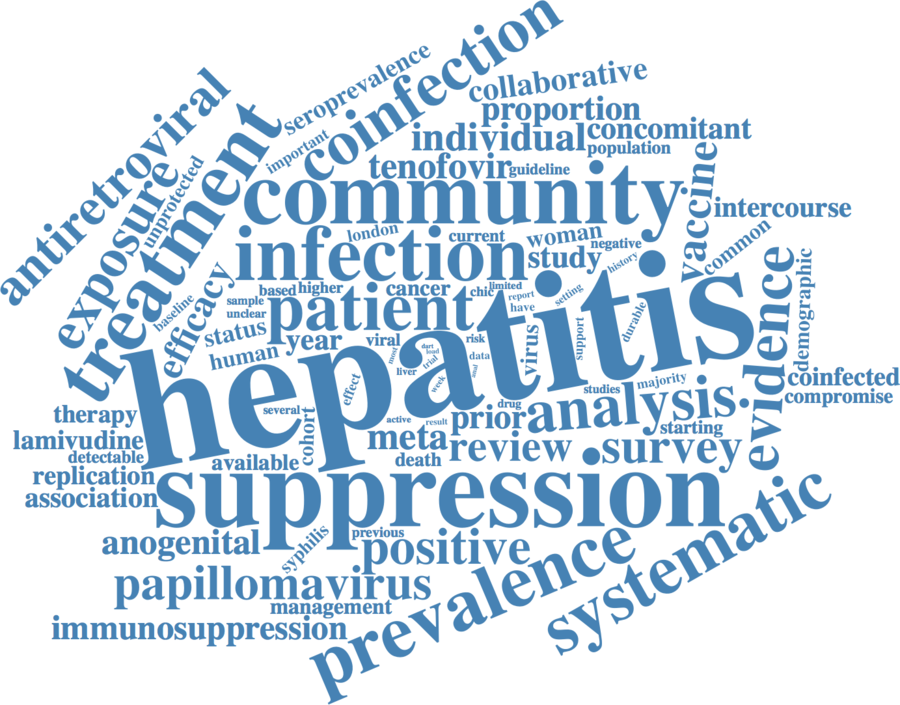 coinfection
seroprevalence
collaborative
antiretroviral
treatment
important
proportion
exposure
unprotected
individual
concomitant
population
tenofovir
guideline
community
vaccine
intercourse
london
current
woman
negative
infection
study
history
common
baseline
efficacy
based
higher
cancer
chic
limited
sample
unclear
patient
report
have
setting
hepatitis
evidence
demographic
status
year
viral
risk
virus
support
durable
human
most
dart
load
trial
data
liver
week
usual
effect
studies
majority
coinfected
compromise
therapy
several
cohort
active
result
prior
drug
analysis
starting
lamivudine
detectable
meta
review
survey
available
death
replication
association
suppression
systematic
anogenital
syphilis
previous
positive
prevalence
papillomavirus
management
immunosuppression